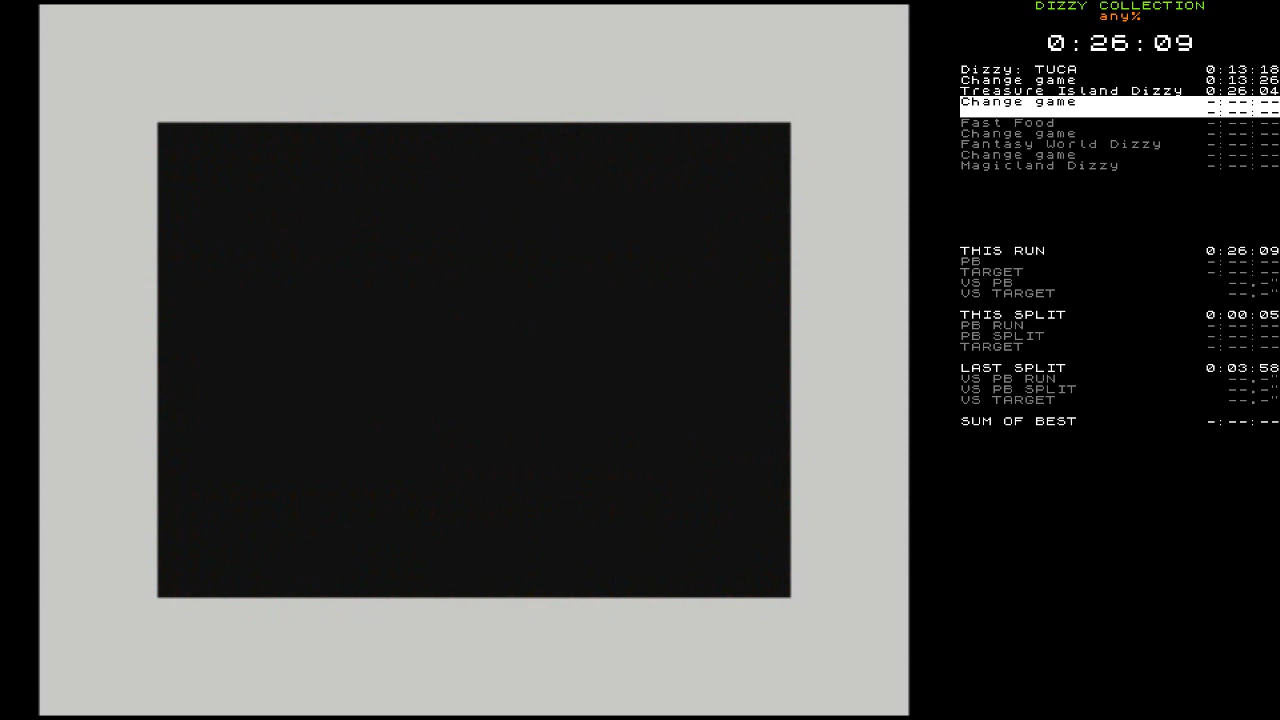 DIZZY COLLECTION
any%
0:26:09
Dizzy: TUCA 0:13:18
Change game 0:13:26
Treasure Island Dizzy 0:26:04
Change game -:--:--
-:--:--
Fast Food -:--:--
Change game -:--:--
Fantasy World Dizzy -:--:--
Change game -:--:--
Magicland Dizzy -:--:--
THIS RUN 0:26:09
PB -:--:--
TARGET -:--:--
VS PB --.-"
VS TARGET --.-"
THIS SPLIT 0:00:05
PB RUN -:--:--
PB SPLIT -:--:--
TARGET -:--:--
LAST SPLIT 0:03:58
VS PB RUN --.-"
VS PB SPLIT --.-"
VS TARGET --.-"
SUM OF BEST -:--:--